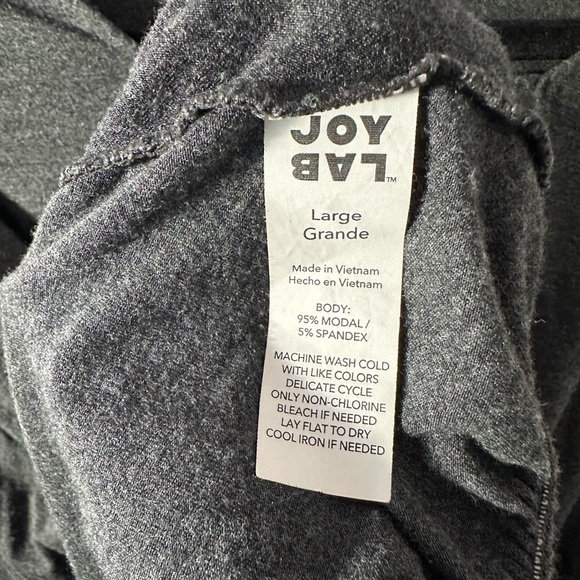 JOY
LAB™
Large
Grande
Made in Vietnam
Hecho en Vietnam
BODY:
95% MODAL /
5% SPANDEX
MACHINE WASH COLD
WITH LIKE COLORS
DELICATE CYCLE
ONLY NON-CHLORINE
BLEACH IF NEEDED
LAY FLAT TO DRY
COOL IRON IF NEEDED